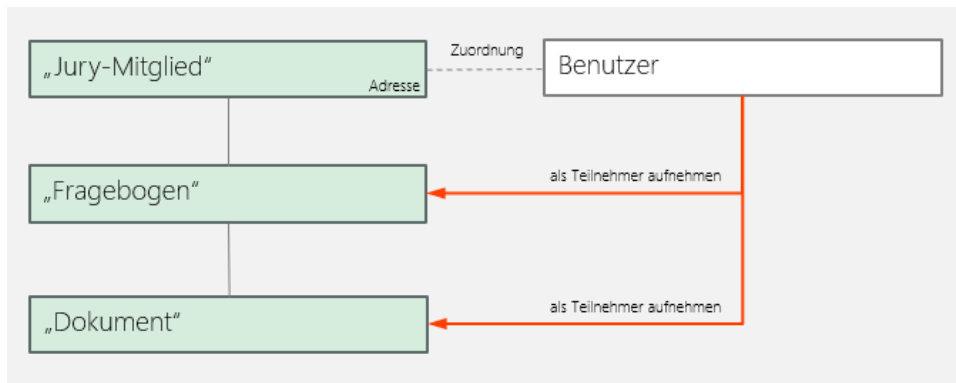 „Jury-Mitglied“
Adresse
Zuordnung
Benutzer
„Fragebogen“
als Teilnehmer aufnehmen
„Dokument“
als Teilnehmer aufnehmen